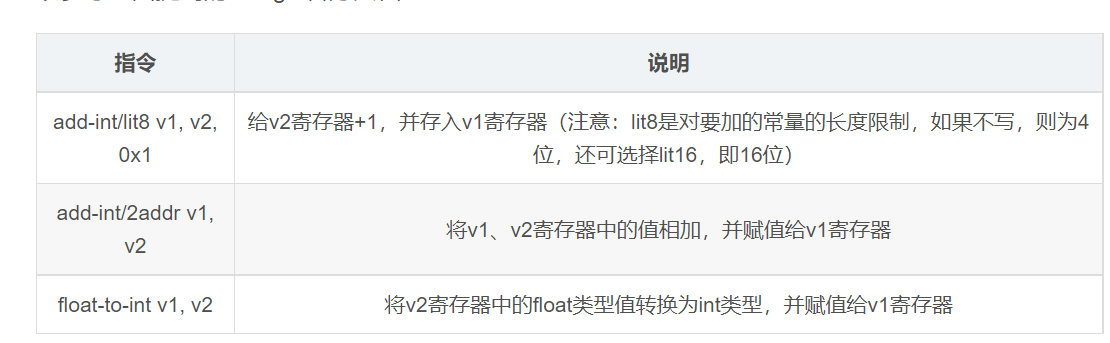 指令
说明
add-int/lit8 v1, v2,
0x1
给v2寄存器+1，并存入v1寄存器（注意：lit8是对要加的常量的长度限制，如果不写，则为4
位，还可选择lit16，即16位）
add-int/2addr v1,
v2
将v1、v2寄存器中的值相加，并赋值给v1寄存器
float-to-int v1, v2
将v2寄存器中的float类型值转换为int类型，并赋值给v1寄存器